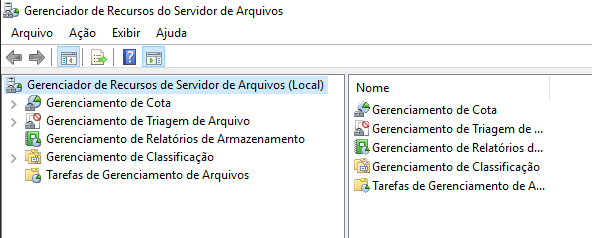 Gerenciador de Recursos do Servidor de Arquivos
Arquivo Ação Exibir Ajuda
Gerenciador de Recursos de Servidor de Arquivos (Local)
Gerenciamento de Cota
Gerenciamento de Triagem de Arquivo
Gerenciamento de Relatórios de Armazenamento
Gerenciamento de Classificação
Tarefas de Gerenciamento de Arquivos
Nome
Gerenciamento de Cota
Gerenciamento de Triagem de ...
Gerenciamento de Relatórios d...
Gerenciamento de Classificação
Tarefas de Gerenciamento de A...